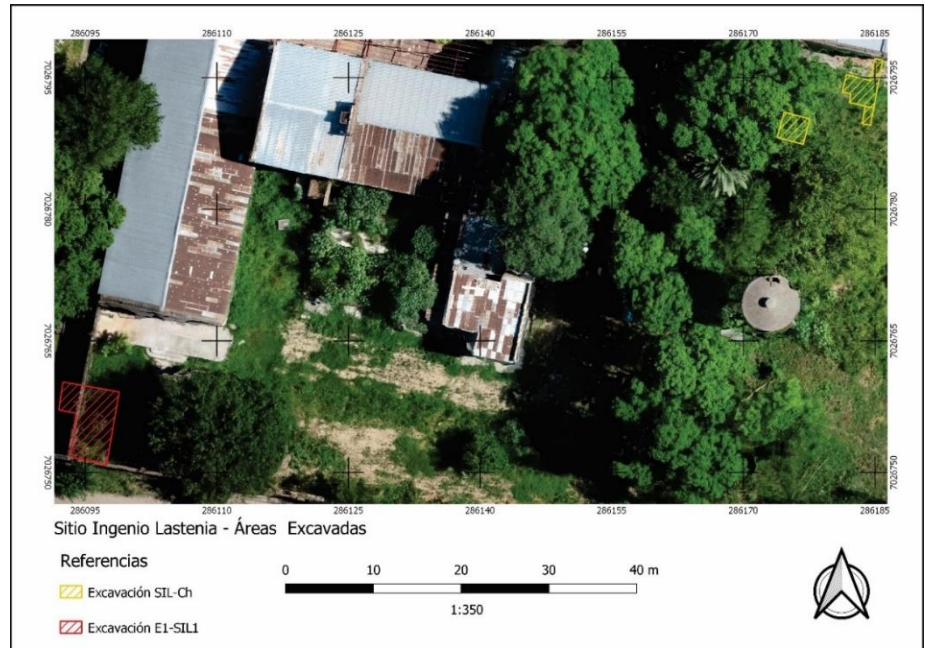 286095 286110 286125 286140 286155 286170 286185
7026795 7026795
7026780 7026780
7026765 7026765
7026750 7026750
286095 286110 286125 286140 286155 286170 286185
Sitio Ingenio Lastenia - Áreas Excavadas
Referencias
Excavación SIL-Ch
Excavación E1-SIL1
0 10 20 30 40 m
1:350